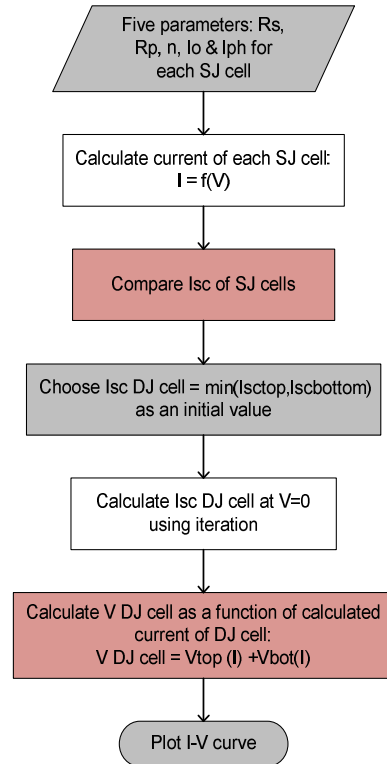 Five parameters: Rs,
Rp, n, Io & Iph for
each SJ cell
Calculate current of each SJ cell:
I = f(V)
Compare Isc of SJ cells
Choose Isc DJ cell = min(Isctop,Iscbottom)
as an initial value
Calculate Isc DJ cell at V=0
using iteration
Calculate V DJ cell as a function of calculated
current of DJ cell:
V DJ cell = Vtop (I) +Vbot(I)
Plot I-V curve